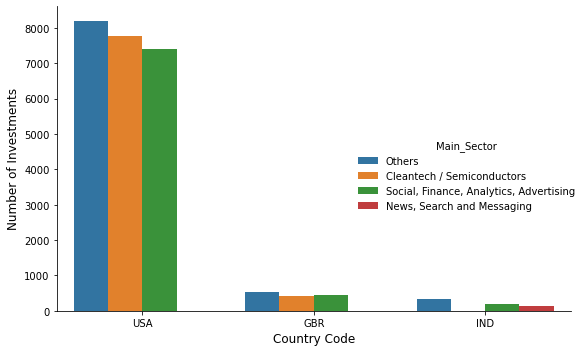 8000
7000
6000
5000
4000
3000
2000
1000
0
Number of Investments
USA
GBR
IND
Country Code
Main_Sector
Others
Cleantech / Semiconductors
Social, Finance, Analytics, Advertising
News, Search and Messaging